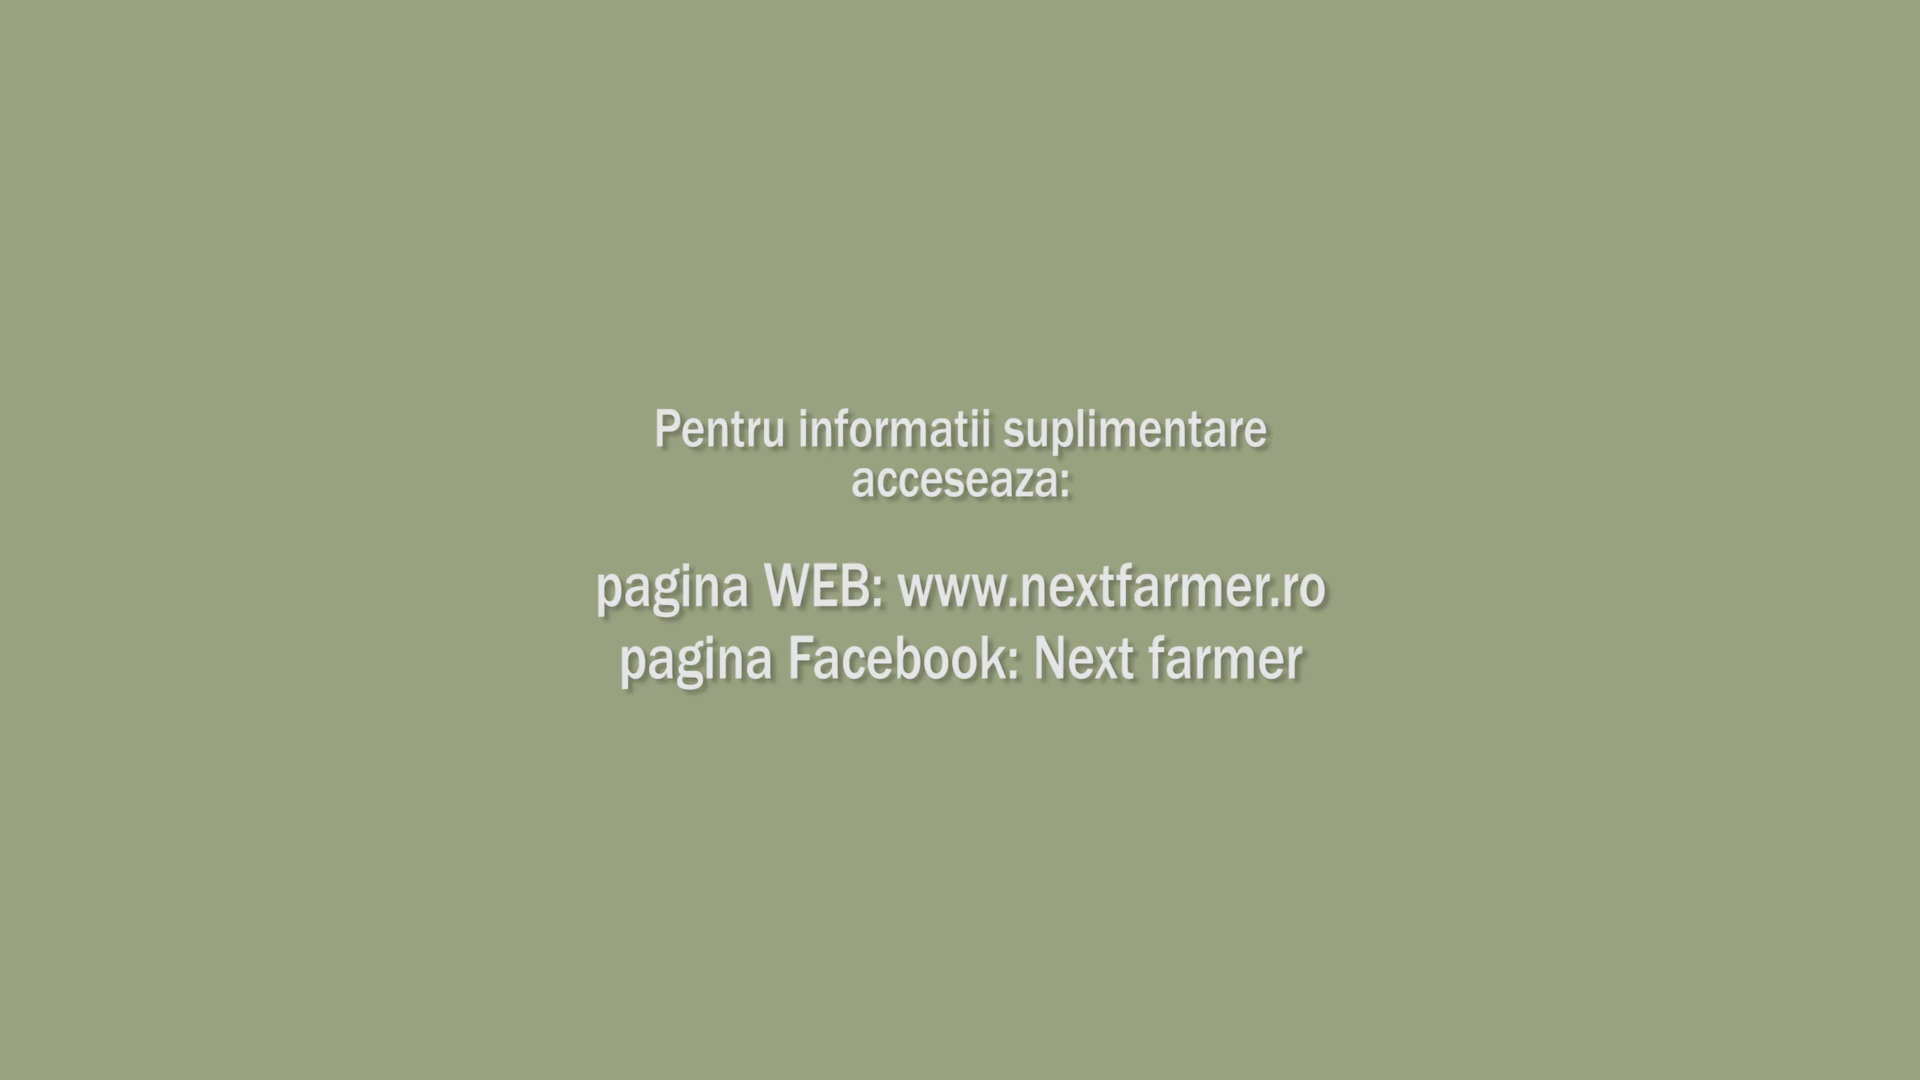 Pentru informatii suplimentare
acceseaza:
pagina WEB: www.nextfarmer.ro
pagina Facebook: Next farmer